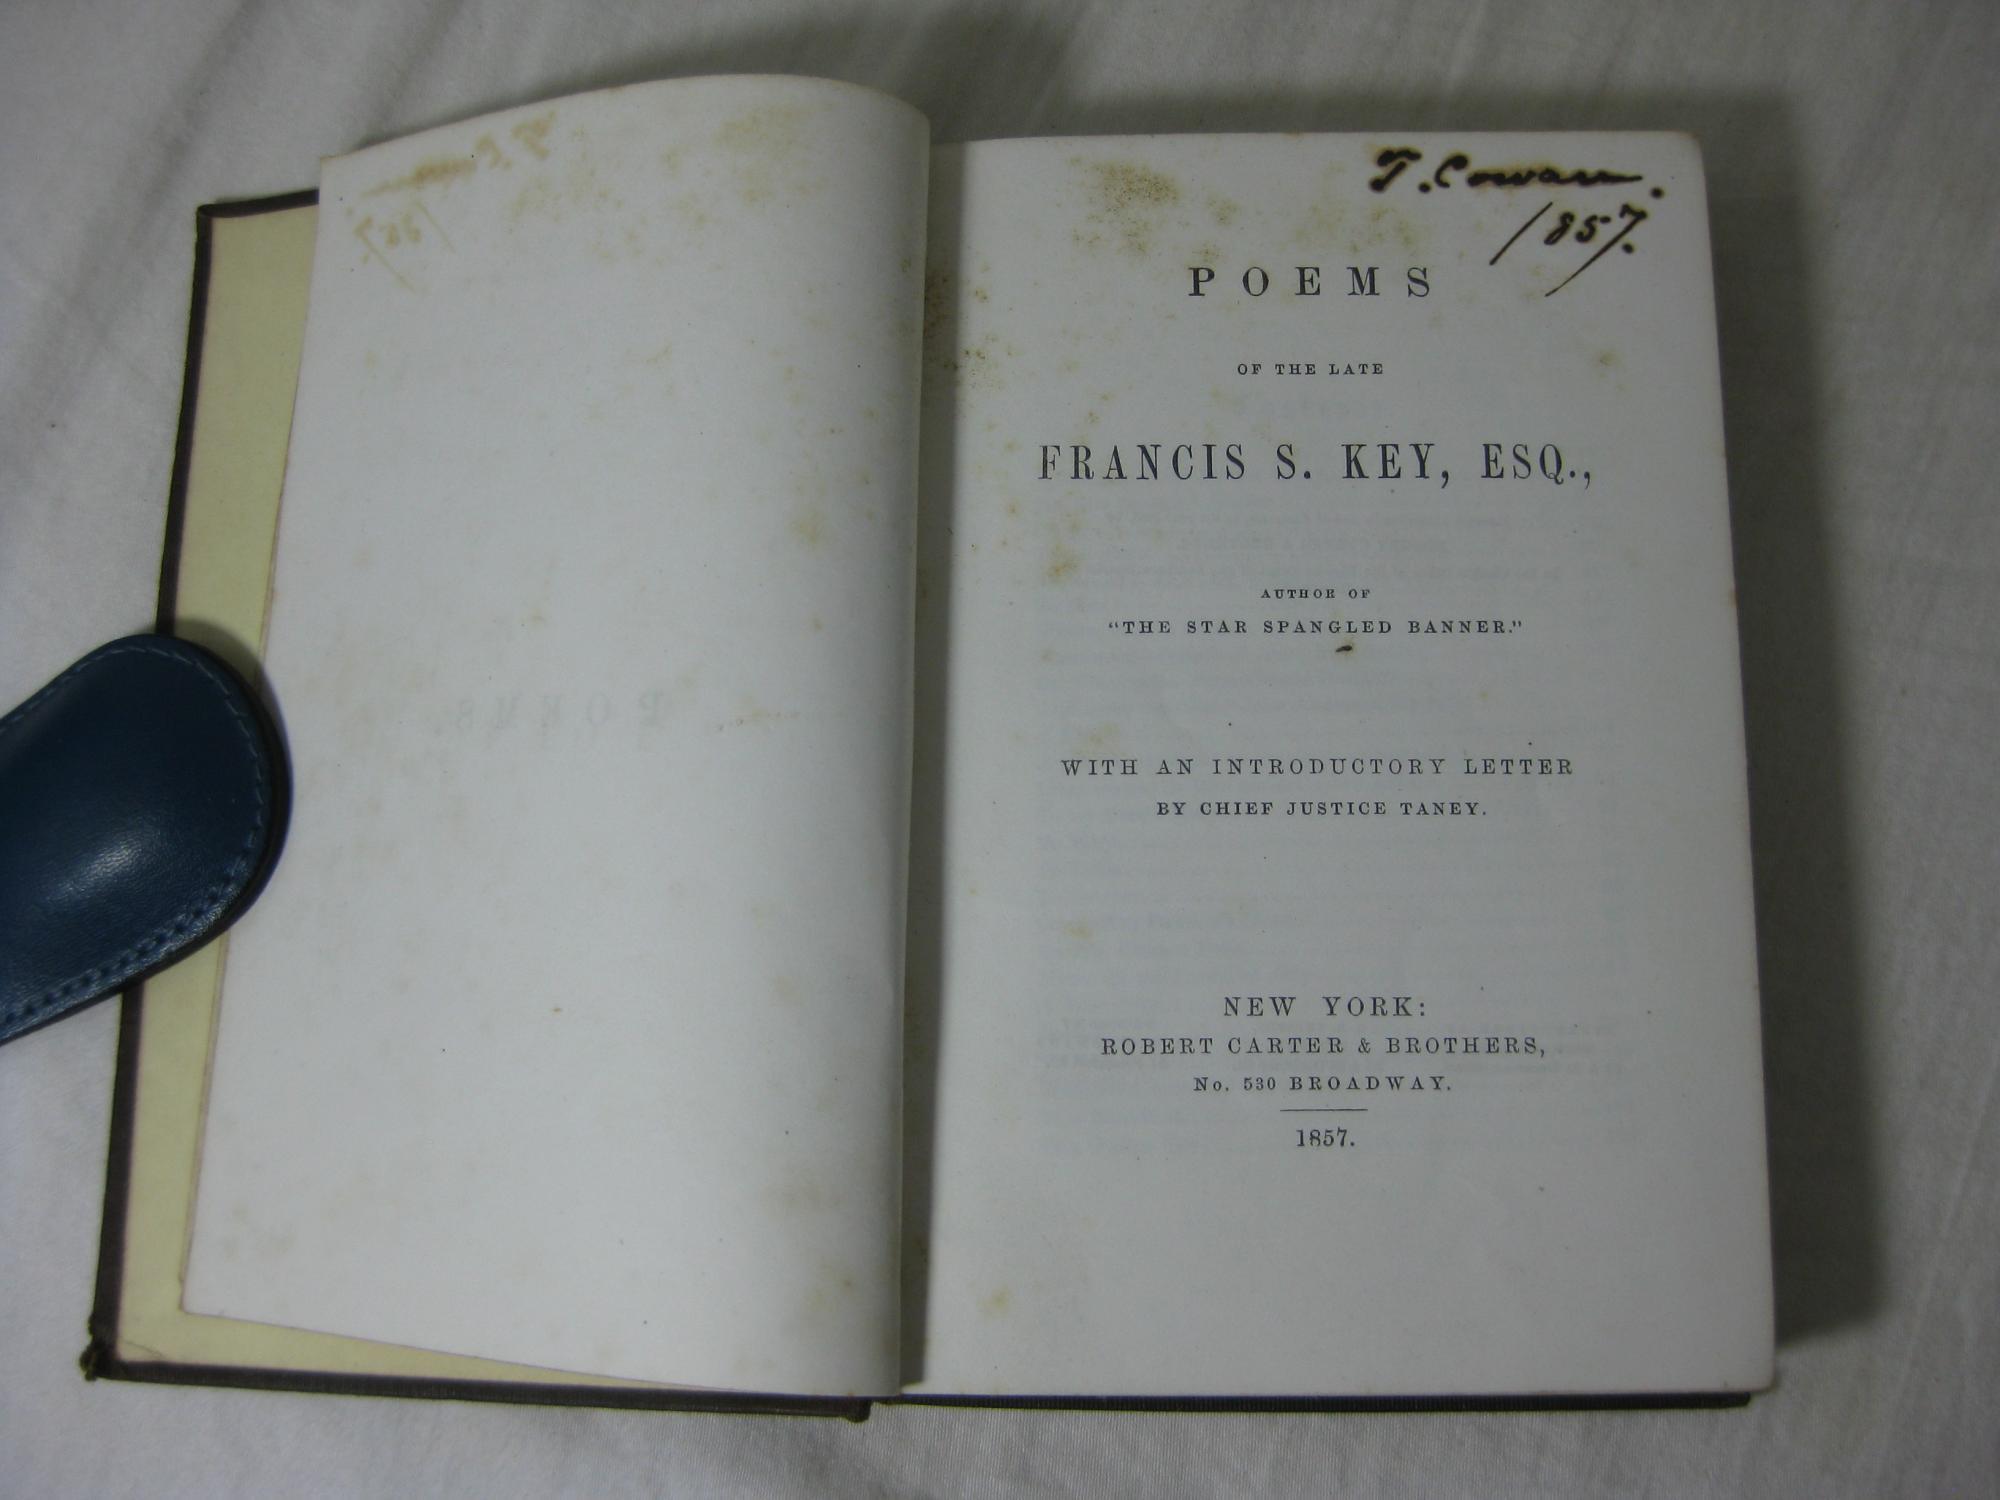 T. Cowan.
1857.
POEMS
OF THE LATE
FRANCIS S. KEY, ESQ.,
AUTHOR OF
"THE STAR SPANGLED BANNER."
WITH AN INTRODUCTORY LETTER
BY CHIEF JUSTICE TANEY.
NEW YORK:
ROBERT CARTER & BROTHERS,
No. 530 BROADWAY.
1857.